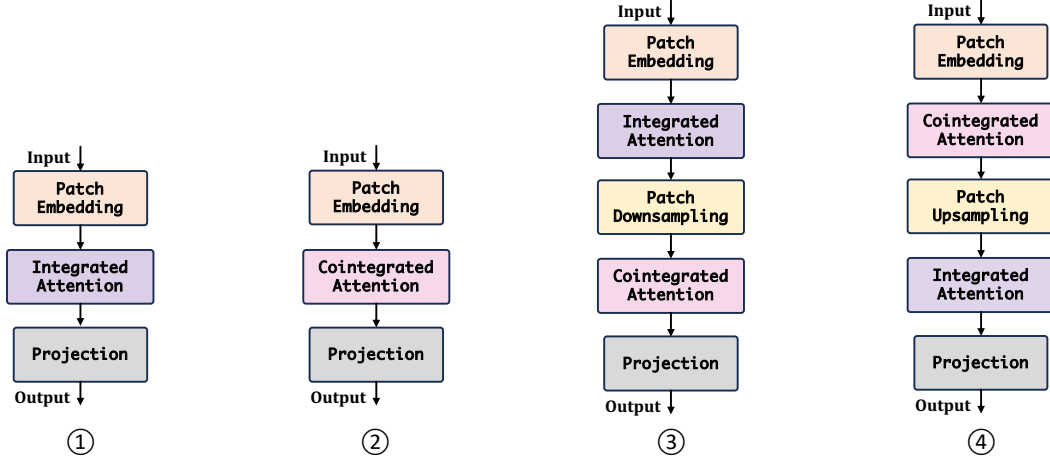 Input
Patch
Embedding
Integrated
Attention
Projection
Output
①
Input
Patch
Embedding
Cointegrated
Attention
Projection
Output
②
Input
Patch
Embedding
Integrated
Attention
Patch
Downsampling
Cointegrated
Attention
Projection
Output
③
Input
Patch
Embedding
Cointegrated
Attention
Patch
Upsampling
Integrated
Attention
Projection
Output
④